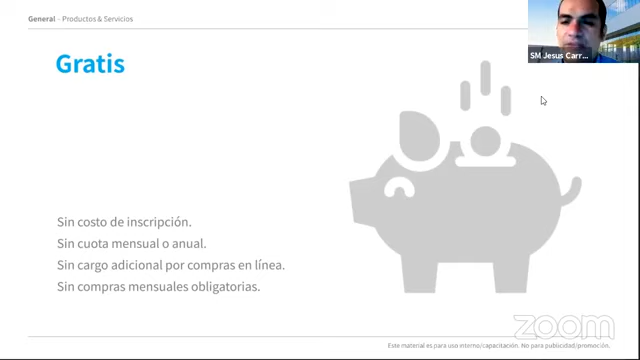 General - Productos & Servicios
SM Jesus Carr...
Gratis
Sin costo de inscripción.
Sin cuota mensual o anual.
Sin cargo adicional por compras en línea.
Sin compras mensuales obligatorias.
zoom
Este material es para uso interno/capacitación. No para publicidad/promoción.